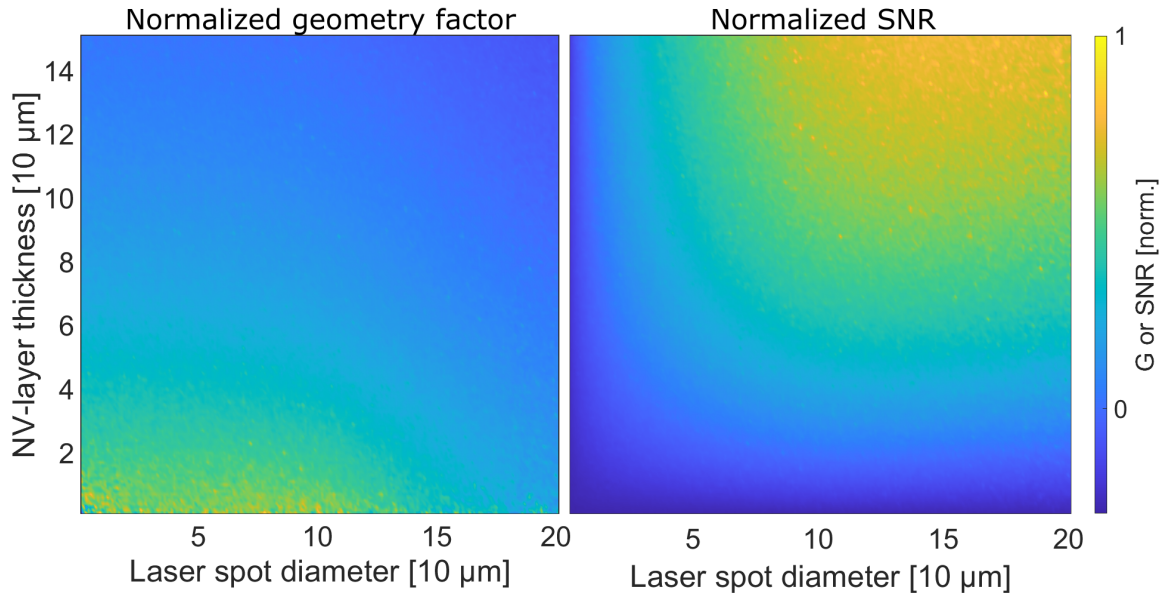 Normalized geometry factor
Normalized SNR
NV-layer thickness [10 µm]
14
12
10
8
6
4
2
5
10
15
20
5
10
15
20
Laser spot diameter [10 µm]
Laser spot diameter [10 µm]
1
0
G or SNR [norm.]